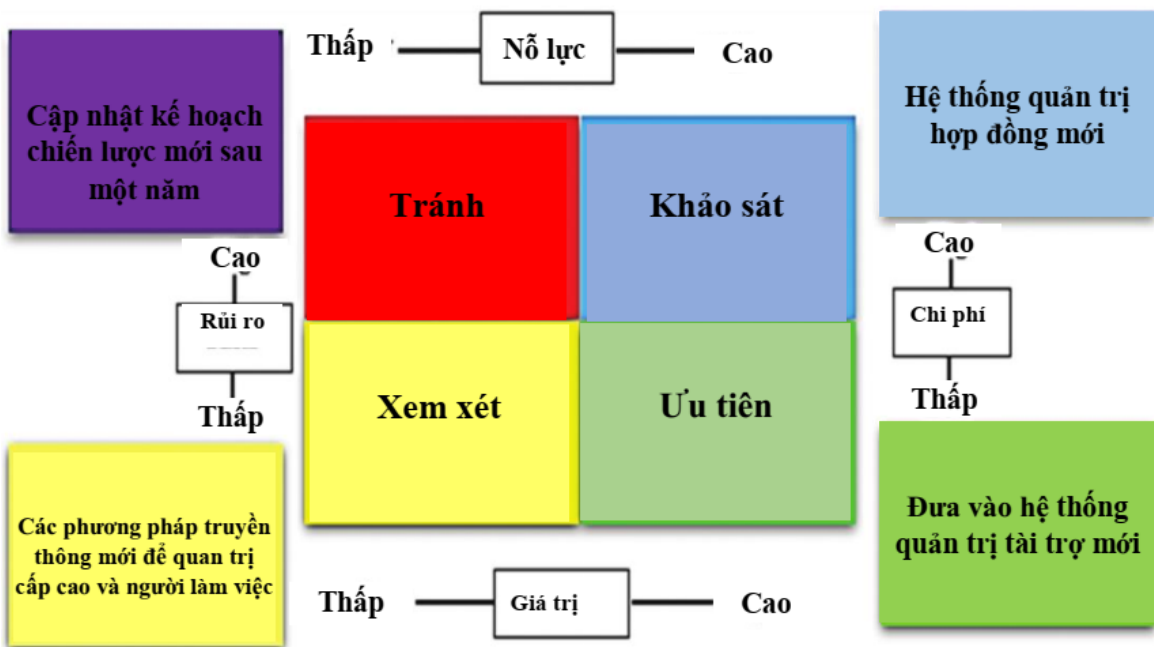 Thấp
Nỗ lực
Cao
Cập nhật kế hoạch
chiến lược mới sau
một năm
Hệ thống quản trị
hợp đồng mới
Tránh
Khảo sát
Cao
Rủi ro
Thấp
Cao
Chi phí
Thấp
Xem xét
Ưu tiên
Các phương pháp truyền
thông mới để quan trị
cấp cao và người làm việc
Đưa vào hệ thống
quản trị tài trợ mới
Thấp
Giá trị
Cao